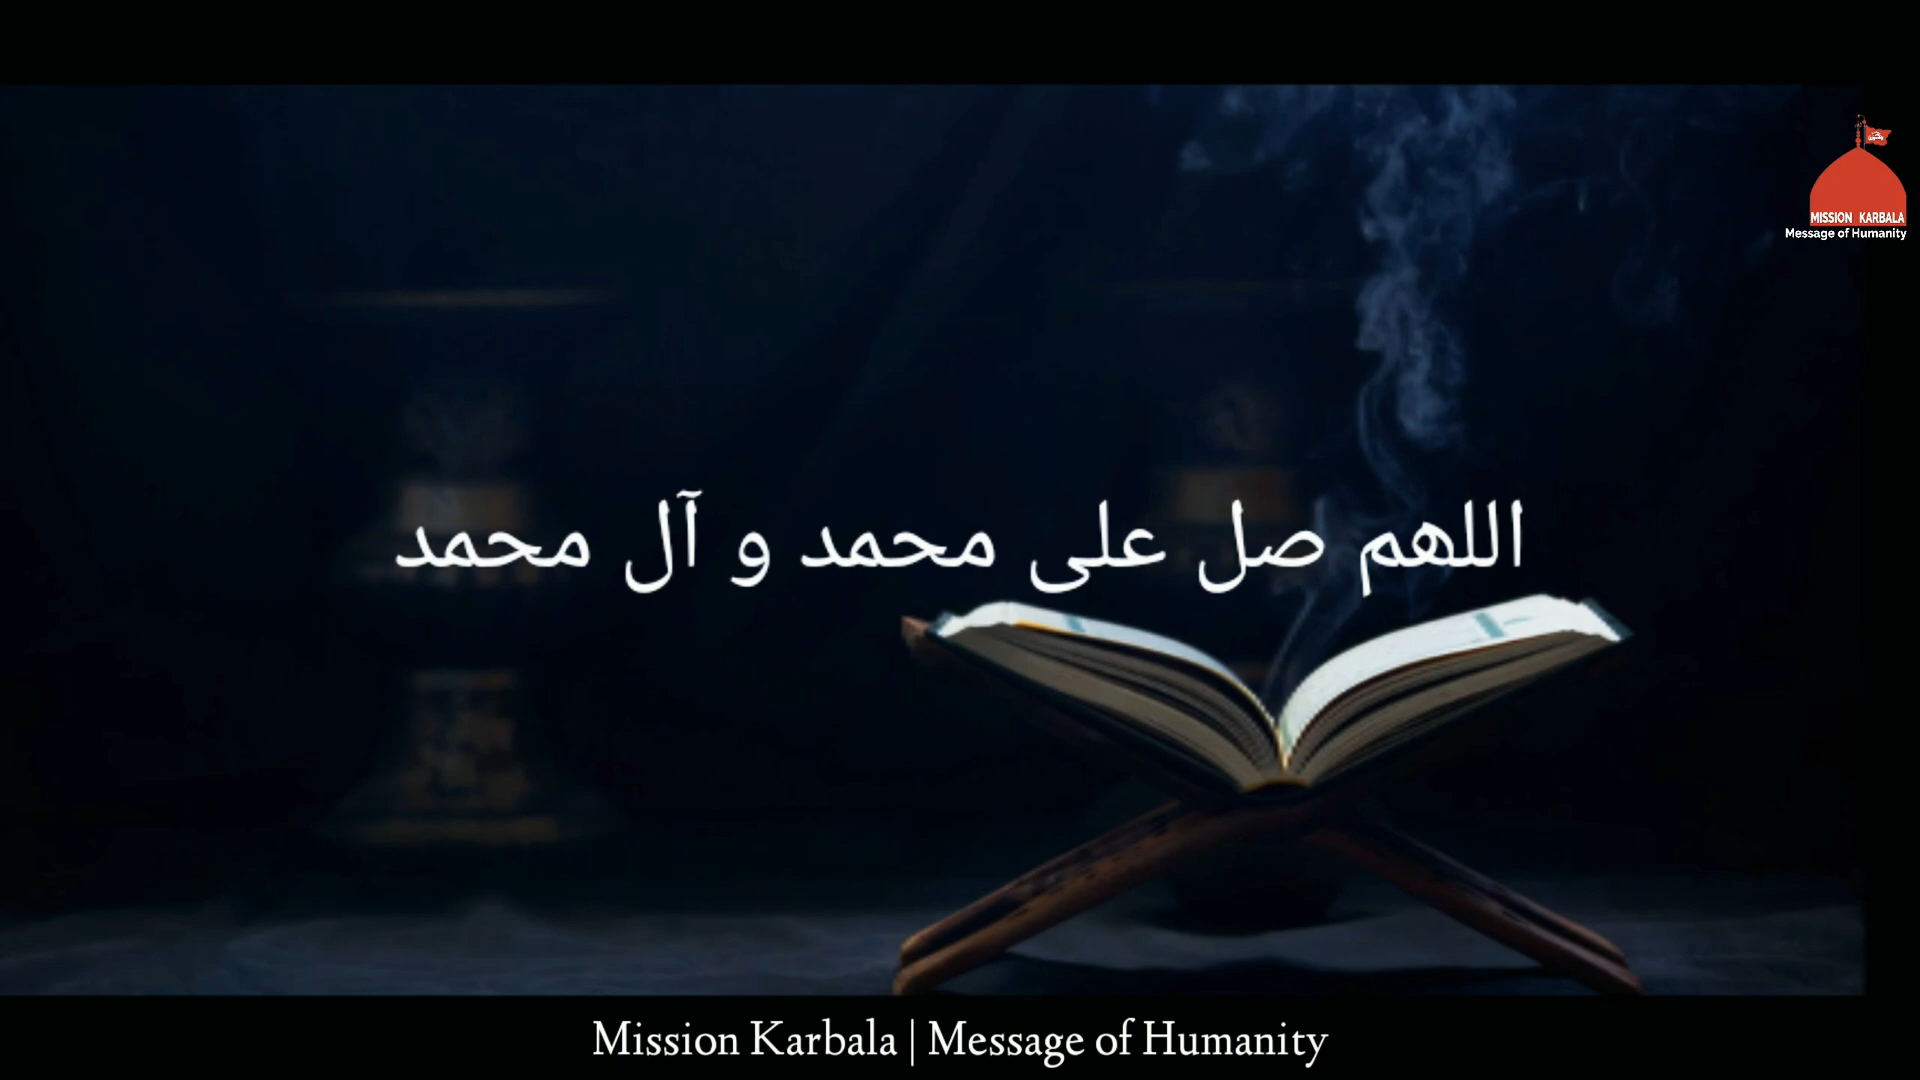 MISSION KARBALA
Message of Humanity
اللهم صل على محمد و آل محمد
Mission Karbala | Message of Humanity